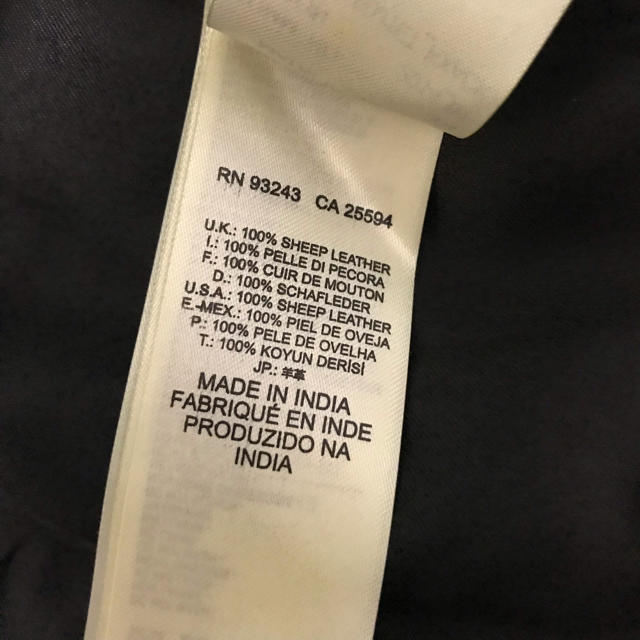 RN 93243 CA 25594
U.K.: 100% SHEEP LEATHER
I.: 100% PELLE DI PECORA
F.: 100% CUIR DE MOUTON
D.: 100% SCHAFLEDER
U.S.A.: 100% SHEEP LEATHER
E.-MEX.: 100% PIEL DE OVEJA
P.: 100% PELE DE OVELHA
T.: 100% KOYUN DERİSİ
JP.: 羊革
MADE IN INDIA
FABRIQUÉ EN INDE
PRODUZIDO NA
INDIA